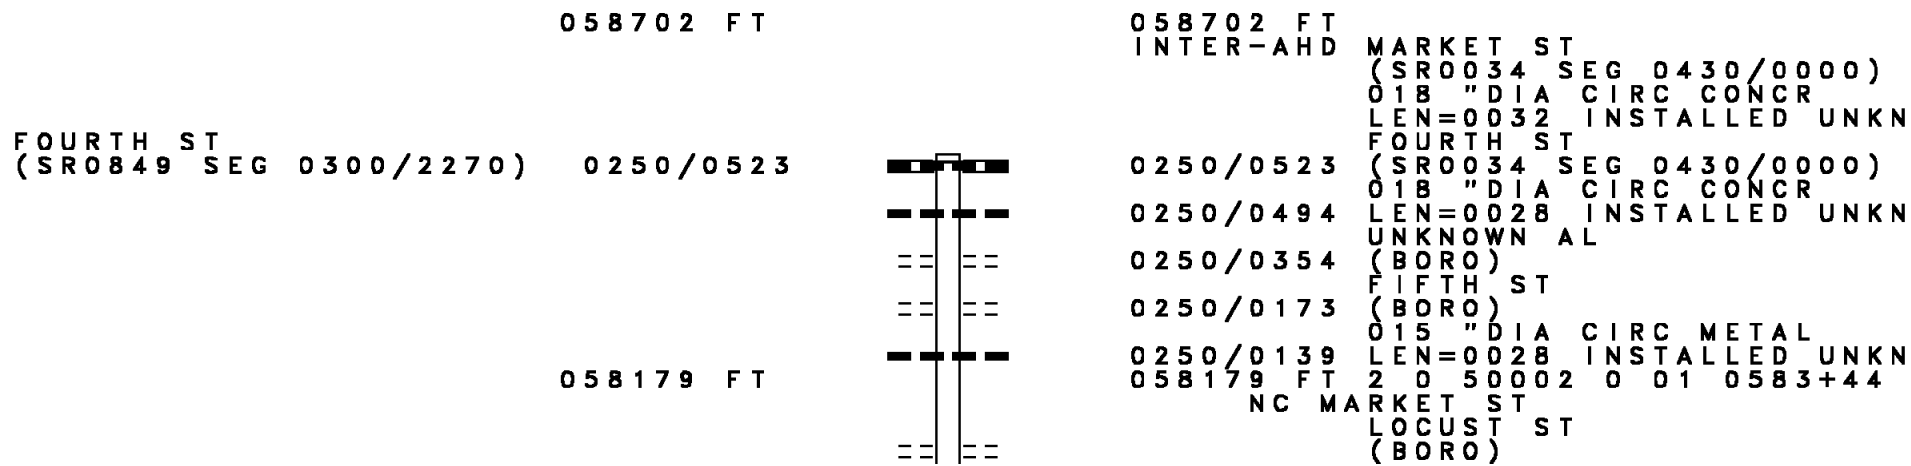 058702 FT 058702 FT
INTER-AHD MARKET ST
(SR0034 SEG 0430/0000)
018 "DIA CIRC CONCR
LEN=0032 INSTALLED UNKN
FOURTH ST FOURTH ST
(SR0849 SEG 0300/2270) 0250/0523 0250/0523 (SR0034 SEG 0430/0000)
018 "DIA CIRC CONCR
0250/0494 LEN=0028 INSTALLED UNKN
UNKNOWN AL
0250/0354 (BORO)
FIFTH ST
0250/0173 (BORO)
015 "DIA CIRC METAL
0250/0139 LEN=0028 INSTALLED UNKN
058179 FT 058179 FT 2 0 50002 0 01 0583+44
NC MARKET ST
LOCUST ST
(BORO)